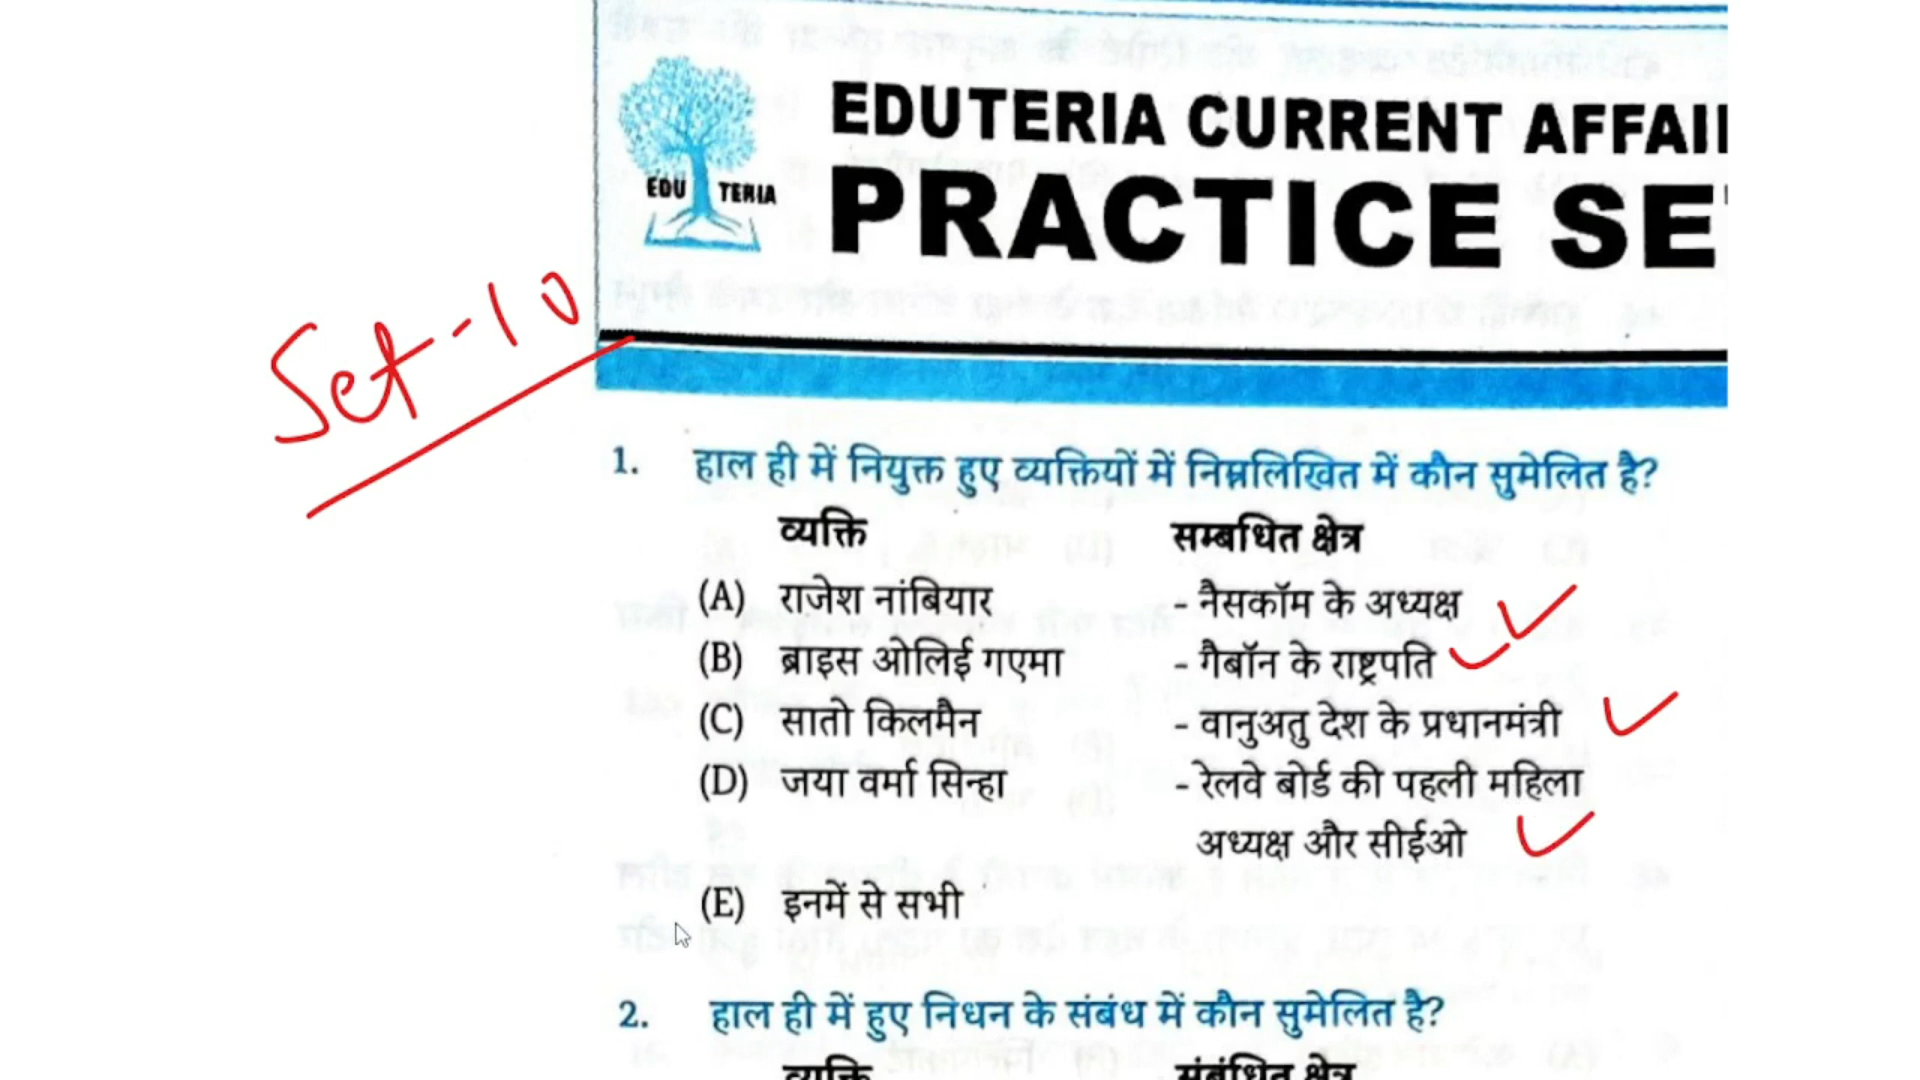 EDUTERIA CURRENT AFFAI
EDU TERIA
PRACTICE SE
Set-10
1. हाल ही में नियुक्त हुए व्यक्तियों में निम्नलिखित में कौन सुमेलित है?
व्यक्ति सम्बधित क्षेत्र
(A) राजेश नांबियार - नैसकॉम के अध्यक्ष
(B) ब्राइस ओलिई गएमा - गैबॉन के राष्ट्रपति
(C) सातो किलमैन - वानुअतु देश के प्रधानमंत्री
(D) जया वर्मा सिन्हा - रेलवे बोर्ड की पहली महिला
अध्यक्ष और सीईओ
(E) इनमें से सभी
2. हाल ही में हुए निधन के संबंध में कौन सुमेलित है?
व्यक्ति संबंधित क्षेत्र